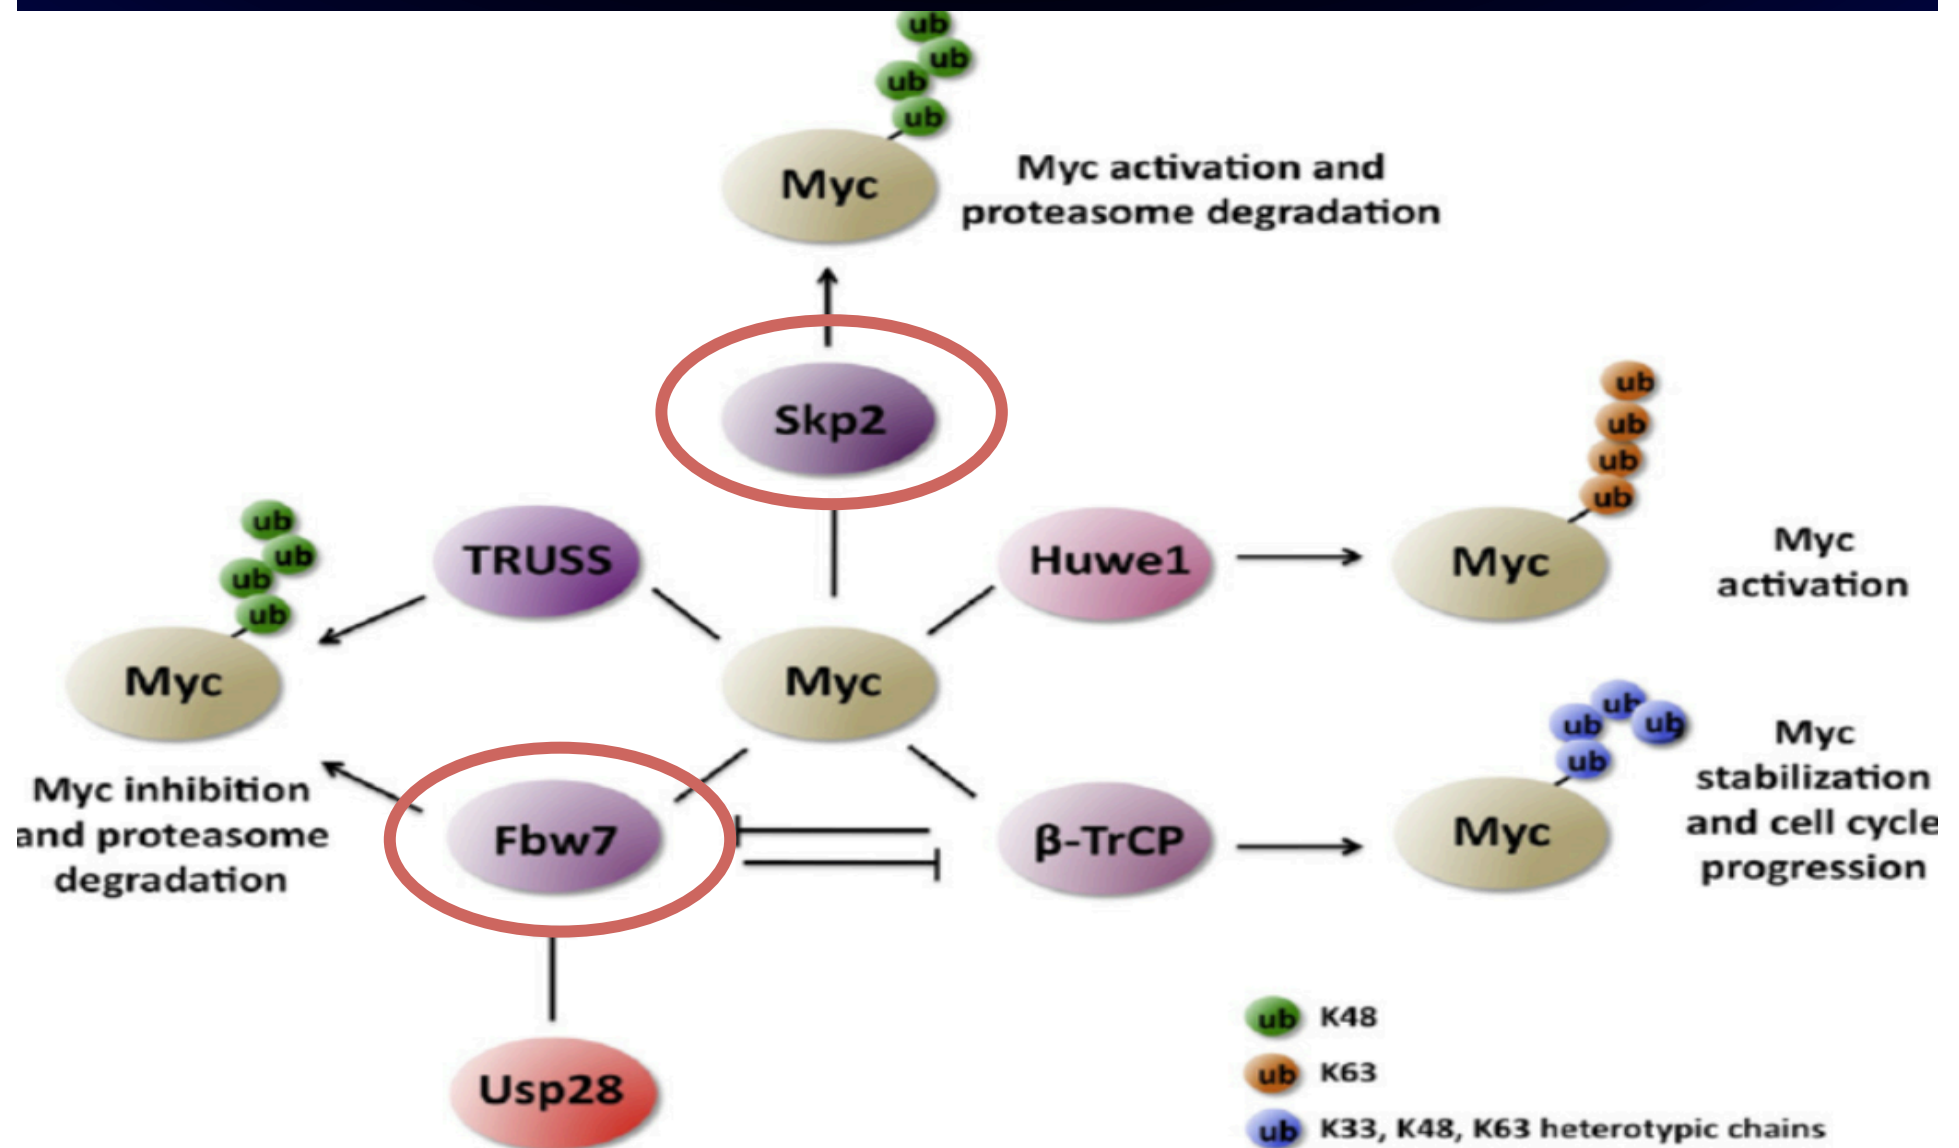 ub
ub
ub
ub
Myc
Myc activation and
proteasome degradation
Skp2
ub
ub
ub
ub
TRUSS
Huwe1
Myc
Myc
activation
ub
ub
ub
ub
Myc
Myc
ub
ub
ub
ub
Myc
Myc
stabilization
and cell cycle
progression
Myc inhibition
and proteasome
degradation
Fbw7
β-TrCP
Usp28
ub K48
ub K63
ub K33, K48, K63 heterotypic chains